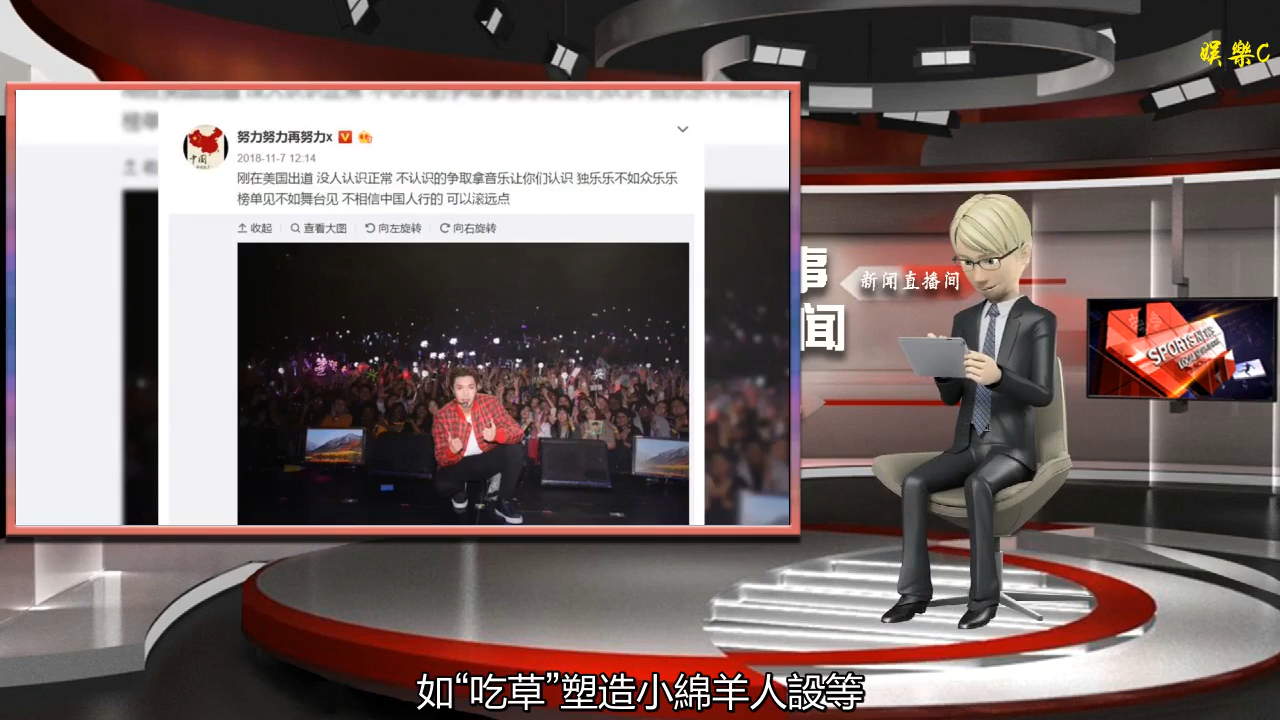 娱樂C
努力努力再努力x
2018-11-7 12:14
刚在美国出道 没人认识正常 不认识的争取拿音乐让你们认识 独乐乐不如众乐乐
榜单见不如舞台见 不相信中国人行的 可以滚远点
收起 查看大图 向左旋转 向右旋转
中国
新闻直播间
闻
SPORTS
如“吃草”塑造小綿羊人設等